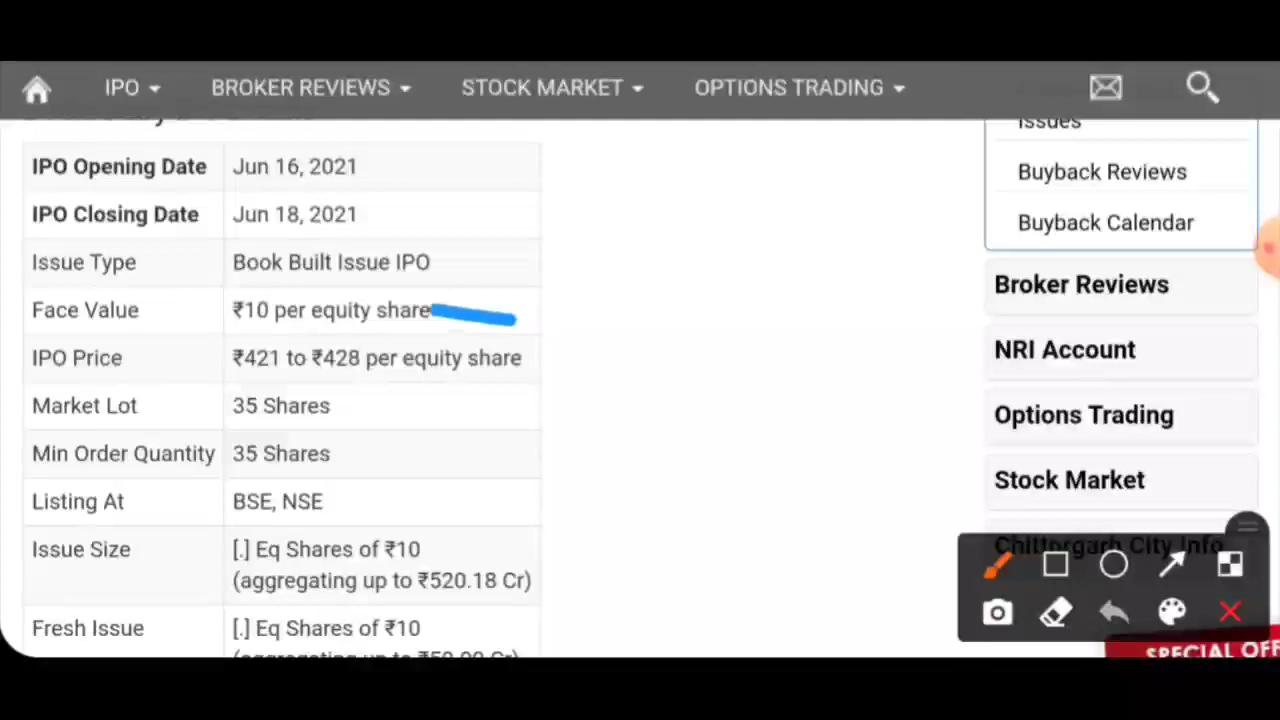 IPO BROKER REVIEWS STOCK MARKET OPTIONS TRADING
IPO Opening Date Jun 16, 2021
IPO Closing Date Jun 18, 2021
Issue Type Book Built Issue IPO
Face Value ₹10 per equity share
IPO Price ₹421 to ₹428 per equity share
Market Lot 35 Shares
Min Order Quantity 35 Shares
Listing At BSE, NSE
Issue Size [.] Eq Shares of ₹10
(aggregating up to ₹520.18 Cr)
Fresh Issue [.] Eq Shares of ₹10
(aggregating up to
Issues
Buyback Reviews
Buyback Calendar
Broker Reviews
NRI Account
Options Trading
Stock Market
Chittorgarh City Info
SPECIAL OFF